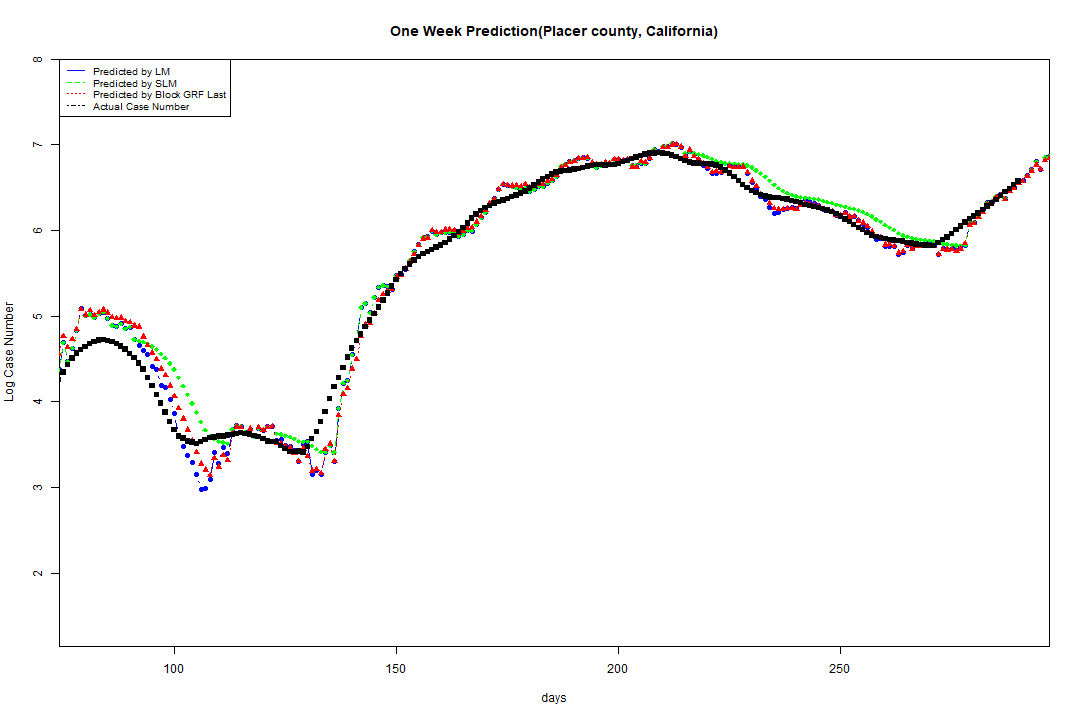 One Week Prediction(Placer county, California)
Predicted by LM
Predicted by SLM
Predicted by Block GRF Last
Actual Case Number
8
7
6
5
4
3
2
Log Case Number
100 150 200 250
days